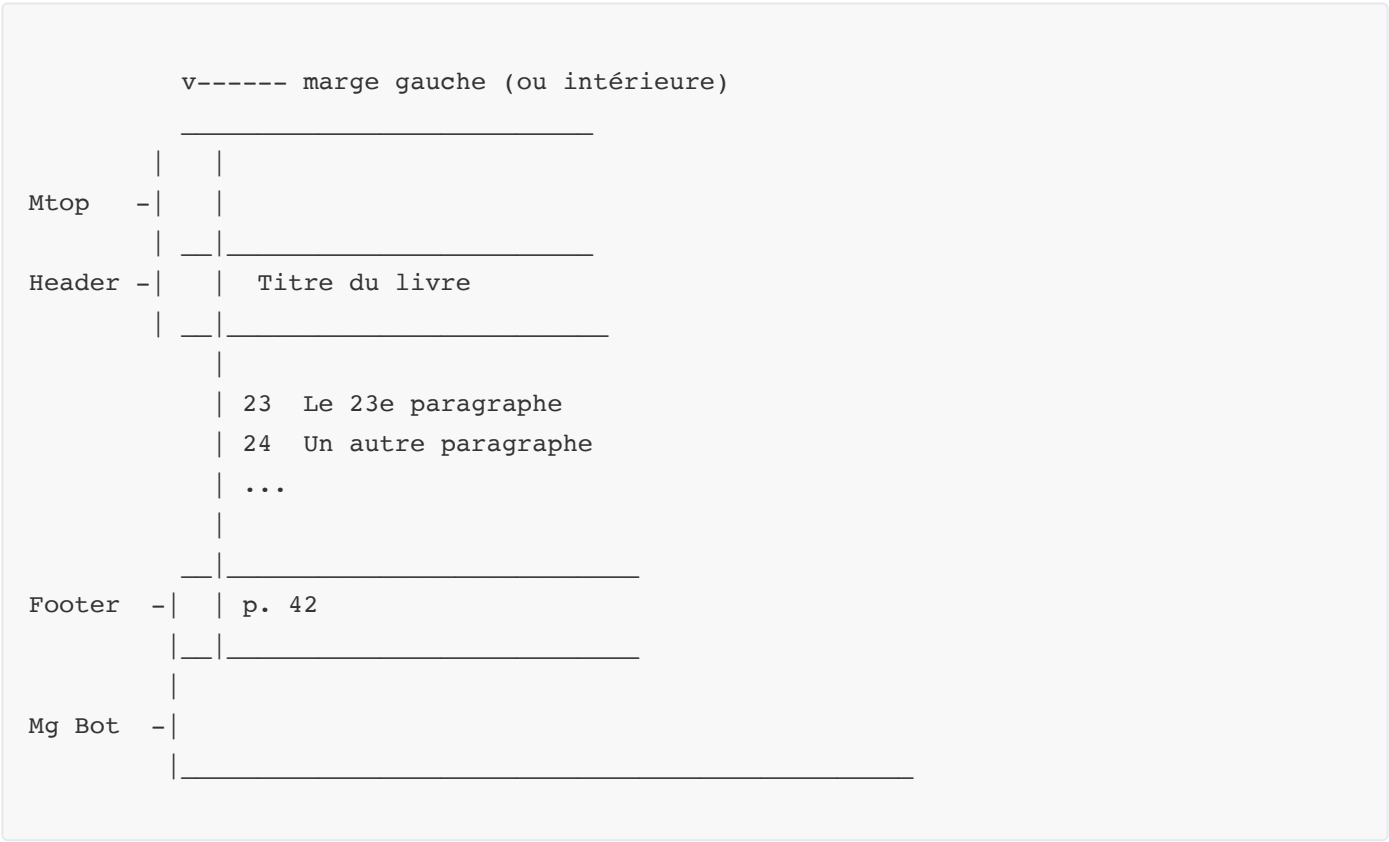 v------ marge gauche (ou intérieure)
Mtop -|
Header -| | Titre du livre
| 23 Le 23e paragraphe
| 24 Un autre paragraphe
| ...
Footer -| | p. 42
Mg Bot -|